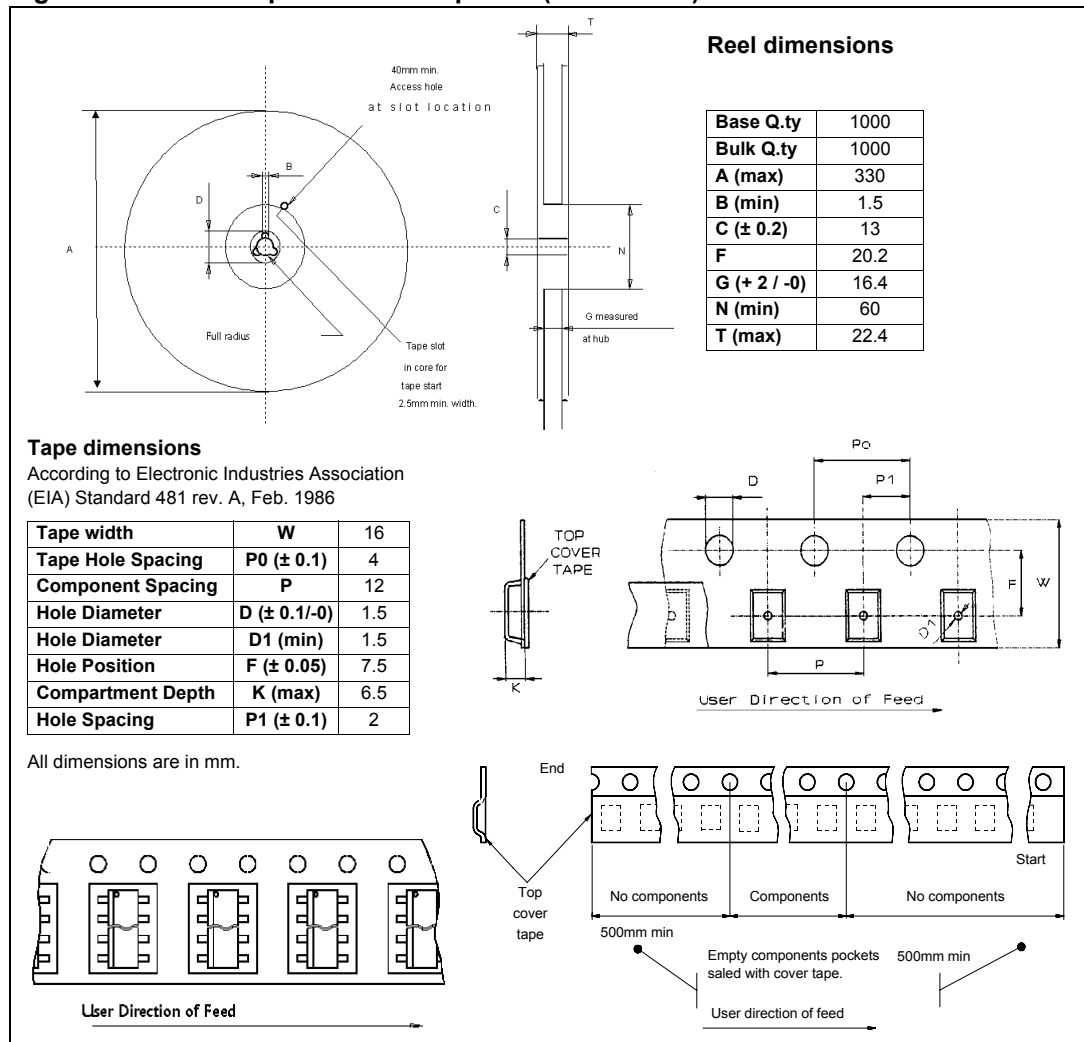 Reel dimensions
T
40mm min.
Access hole
at slot location
B
D
A
C
N
G measured
at hub
Full radius
Tape slot
in core for
tape start
2.5mm min. width.
Base Q.ty 1000
Bulk Q.ty 1000
A (max) 330
B (min) 1.5
C (± 0.2) 13
F 20.2
G (+ 2 / -0) 16.4
N (min) 60
T (max) 22.4
Tape dimensions
According to Electronic Industries Association
(EIA) Standard 481 rev. A, Feb. 1986
Tape width W 16
Tape Hole Spacing P0 (± 0.1) 4
Component Spacing P 12
Hole Diameter D (± 0.1/-0) 1.5
Hole Diameter D1 (min) 1.5
Hole Position F (± 0.05) 7.5
Compartment Depth K (max) 6.5
Hole Spacing P1 (± 0.1) 2
All dimensions are in mm.
Po
D
P1
TOP
COVER
TAPE
F
W
D1
K
P
User Direction of Feed
End
Start
Top
cover
tape
No components
Components
No components
500mm min
Empty components pockets
saled with cover tape.
500mm min
User direction of feed
User Direction of Feed